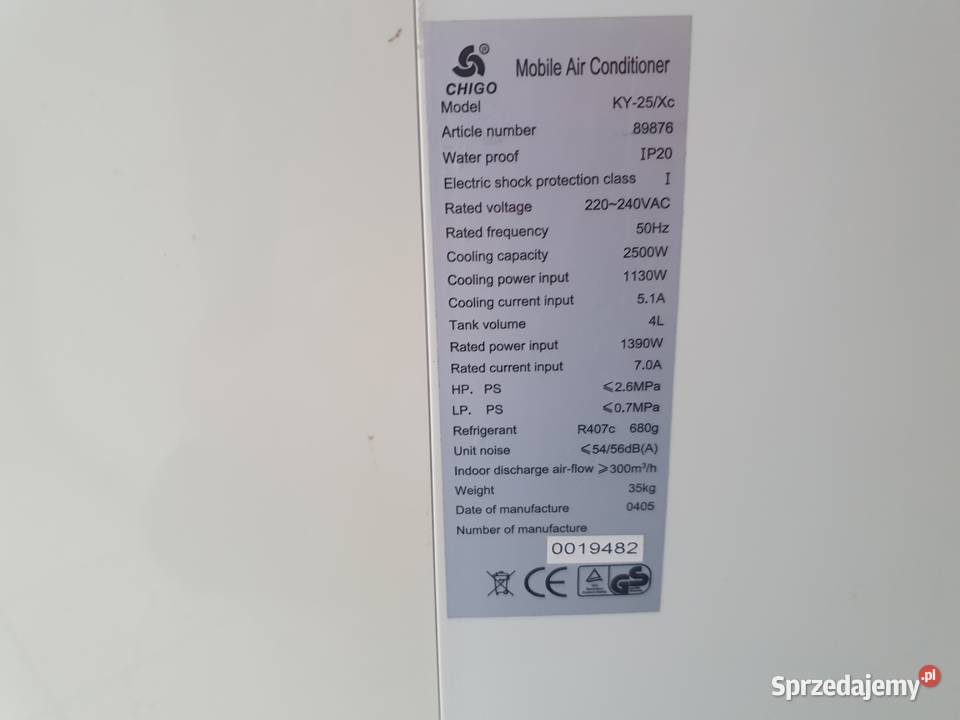 CHIGO®
Mobile Air Conditioner
Model KY-25/Xc
Article number 89876
Water proof IP20
Electric shock protection class I
Rated voltage 220~240VAC
Rated frequency 50Hz
Cooling capacity 2500W
Cooling power input 1130W
Cooling current input 5.1A
Tank volume 4L
Rated power input 1390W
Rated current input 7.0A
HP. PS ⩽2.6MPa
LP. PS ⩽0.7MPa
Refrigerant R407c 680g
Unit noise ⩽54/56dB(A)
Indoor discharge air-flow ⩾300m³/h
Weight 35kg
Date of manufacture 0405
Number of manufacture
0019482
CE
GS
Sprzedajemy.pl